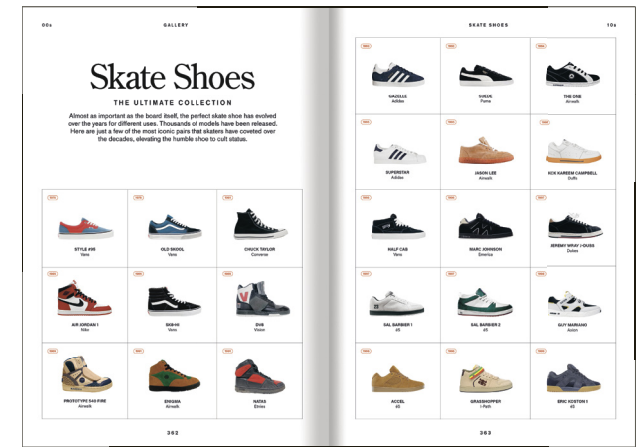 00s
GALLERY
Skate Shoes
THE ULTIMATE COLLECTION
Almost as important as the board itself, the perfect skate shoe has evolved
over the years for different uses. Thousands of models have been released.
Here are just a few of the most iconic pairs that skaters have coveted over
the decades, elevating the humble shoe to cult status.
STYLE #95
Vans
OLD SKOOL
Vans
CHUCK TAYLOR
Converse
AIR JORDAN 1
Nike
SK8-HI
Vans
Vision
PROTOTYPE 540 FIRE
Airwalk
ENIGMA
Airwalk
NATAS
Etnies
362
SKATE SHOES
10s
GAZELLE
Adidas
SUEDE
Puma
THE ONE
Airwalk
SUPERSTAR
Adidas
JASON LEE
Airwalk
KCK KAREEM CAMPBELL
Duffs
HALF CAB
Vans
MARC JOHNSON
Emerica
JEREMY WRAY
SAL BARBIER 1
éS
SAL BARBIER 2
éS
GUY MARIANO
Axion
ACCEL
éS
GRASSHOPPER
I-Path
ERIC KOSTON 1
éS
363